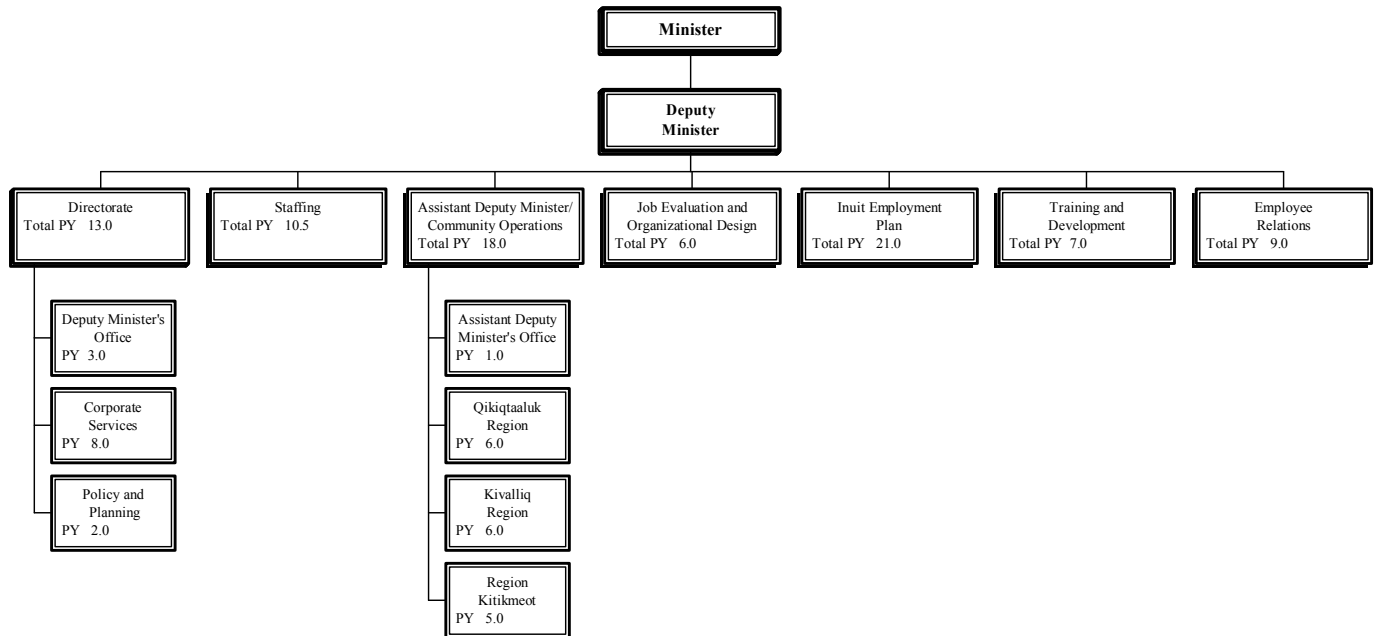 Minister
Deputy
Minister
Directorate
Total PY 13.0
Staffing
Total PY 10.5
Assistant Deputy Minister/
Community Operations
Total PY 18.0
Job Evaluation and
Organizational Design
Total PY 6.0
Inuit Employment
Plan
Total PY 21.0
Training and
Development
Total PY 7.0
Employee
Relations
Total PY 9.0
Deputy Minister's
Office
PY 3.0
Corporate
Services
PY 8.0
Policy and
Planning
PY 2.0
Assistant Deputy
Minister's Office
PY 1.0
Qikiqtaaluk
Region
PY 6.0
Kivalliq
Region
PY 6.0
Region
Kitikmeot
PY 5.0